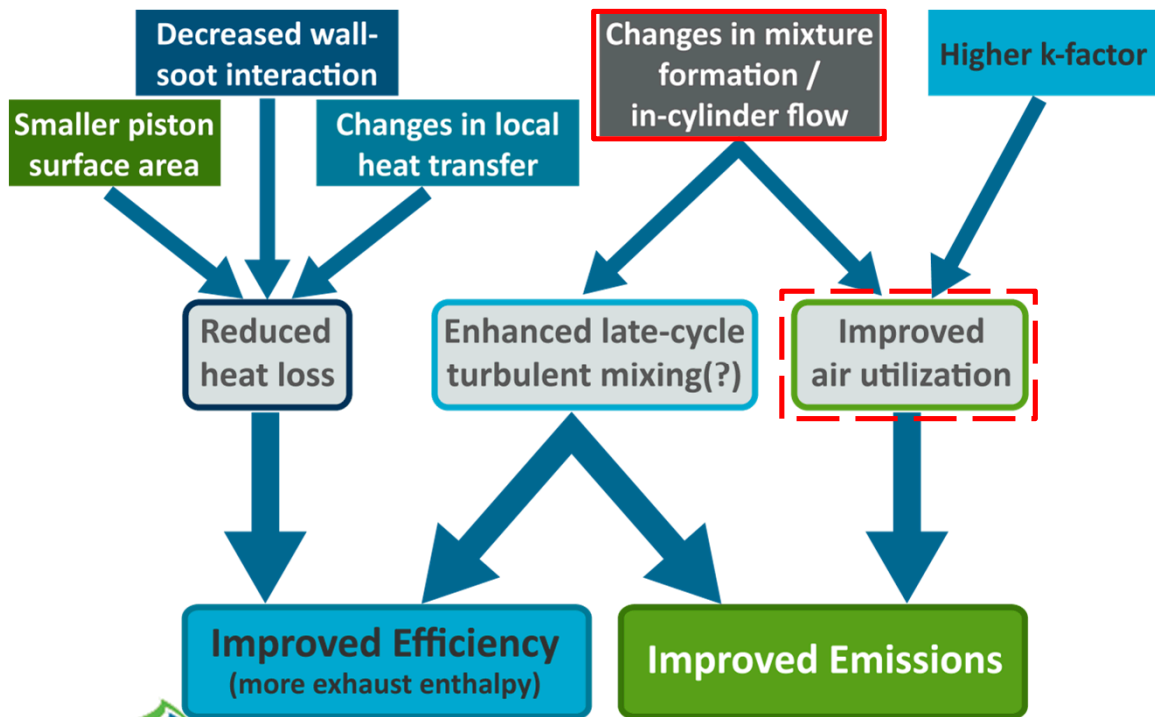 Decreased wall-
soot interaction
Smaller piston
surface area
Changes in local
heat transfer
Changes in mixture
formation /
in-cylinder flow
Higher k-factor
Reduced
heat loss
Enhanced late-cycle
turbulent mixing(?)
Improved
air utilization
Improved Efficiency
(more exhaust enthalpy)
Improved Emissions